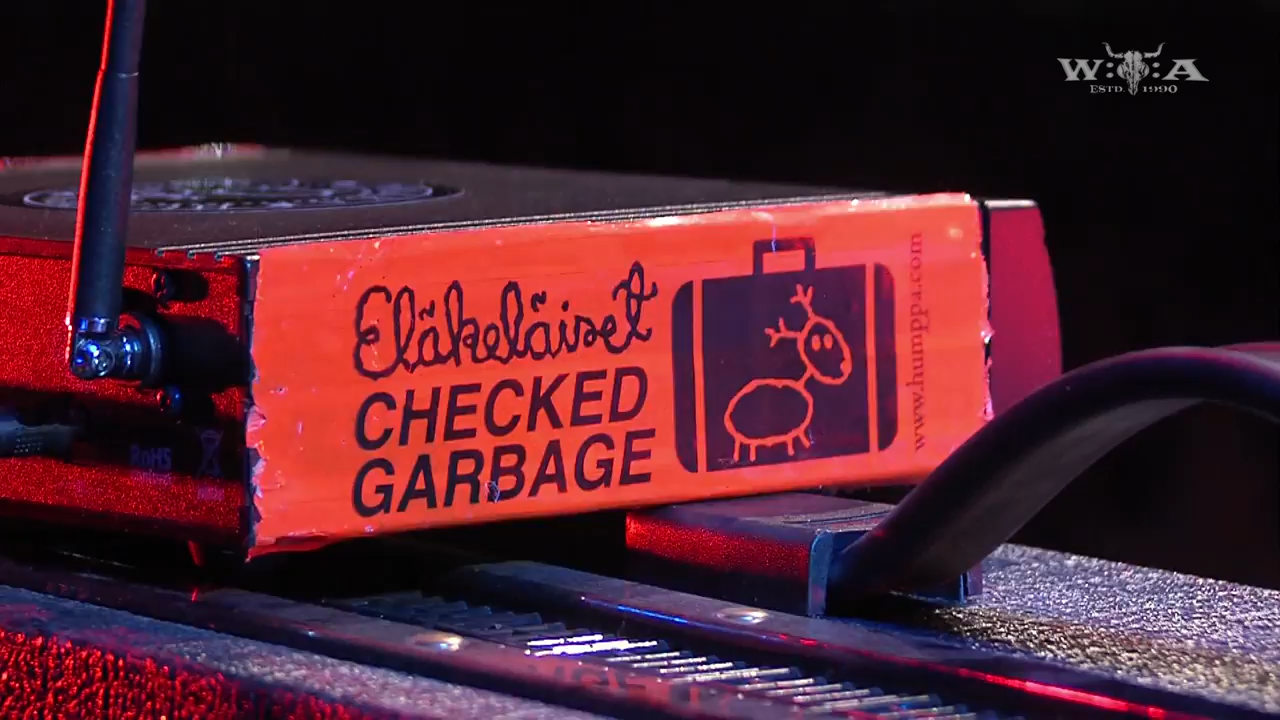 W:O:A
ESTD. 1990
Eläkeläiset
CHECKED
GARBAGE
www.humppa.com
RoHS